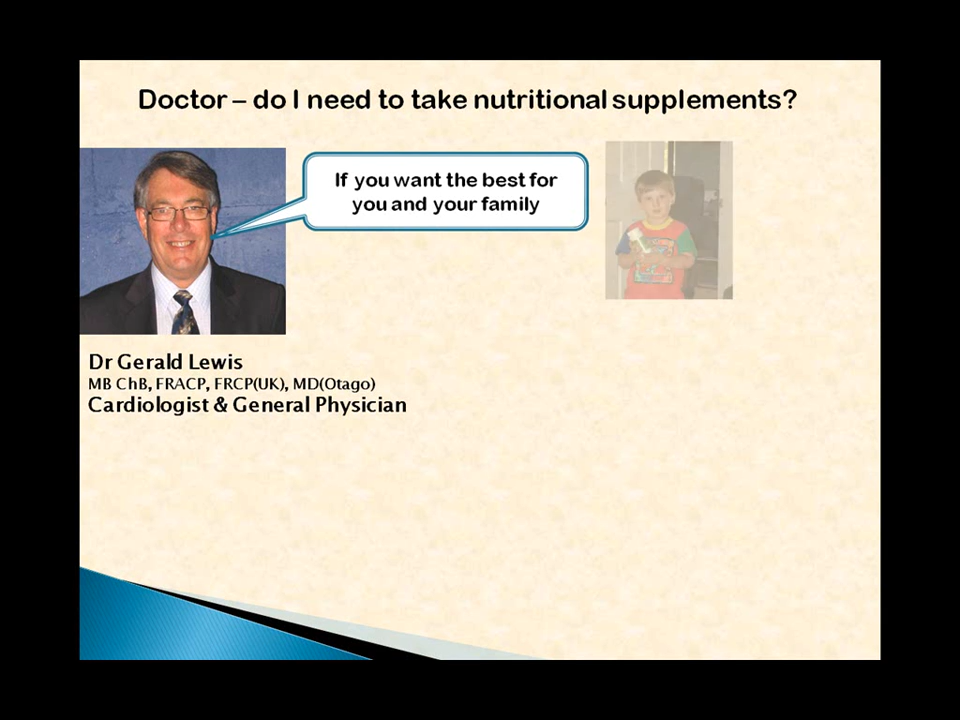 Doctor – do I need to take nutritional supplements?
If you want the best for
you and your family
Dr Gerald Lewis
MB ChB, FRACP, FRCP(UK), MD(Otago)
Cardiologist & General Physician